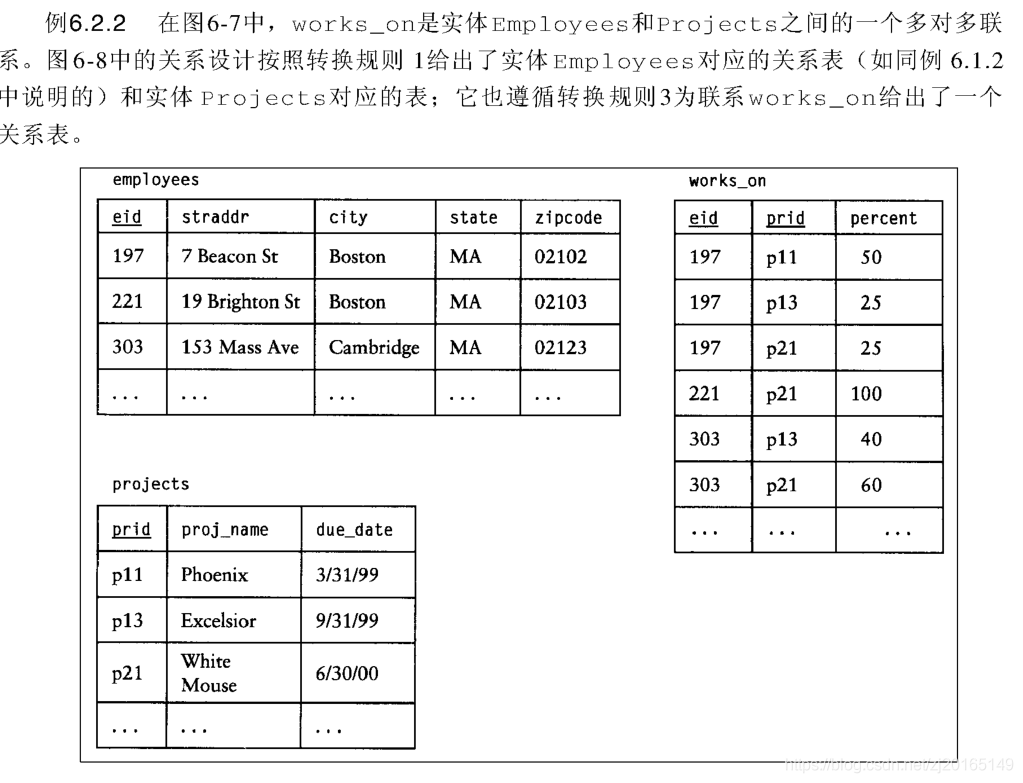 例6.2.2 在图6-7中，works_on是实体Employees和Projects之间的一个多对多联
系。图6-8中的关系设计按照转换规则 1给出了实体Employees对应的关系表（如同例 6.1.2
中说明的）和实体 Projects对应的表；它也遵循转换规则3为联系works_on给出了一个
关系表。
employees
eid straddr city state zipcode
197 7 Beacon St Boston MA 02102
221 19 Brighton St Boston MA 02103
303 153 Mass Ave Cambridge MA 02123
... ... ... ... ...
works_on
eid prid percent
197 p11 50
197 p13 25
197 p21 25
221 p21 100
303 p13 40
303 p21 60
... ... ...
projects
prid proj_name due_date
p11 Phoenix 3/31/99
p13 Excelsior 9/31/99
p21 White Mouse 6/30/00
... ... ...
https://blog.csdn.net/zj20165149